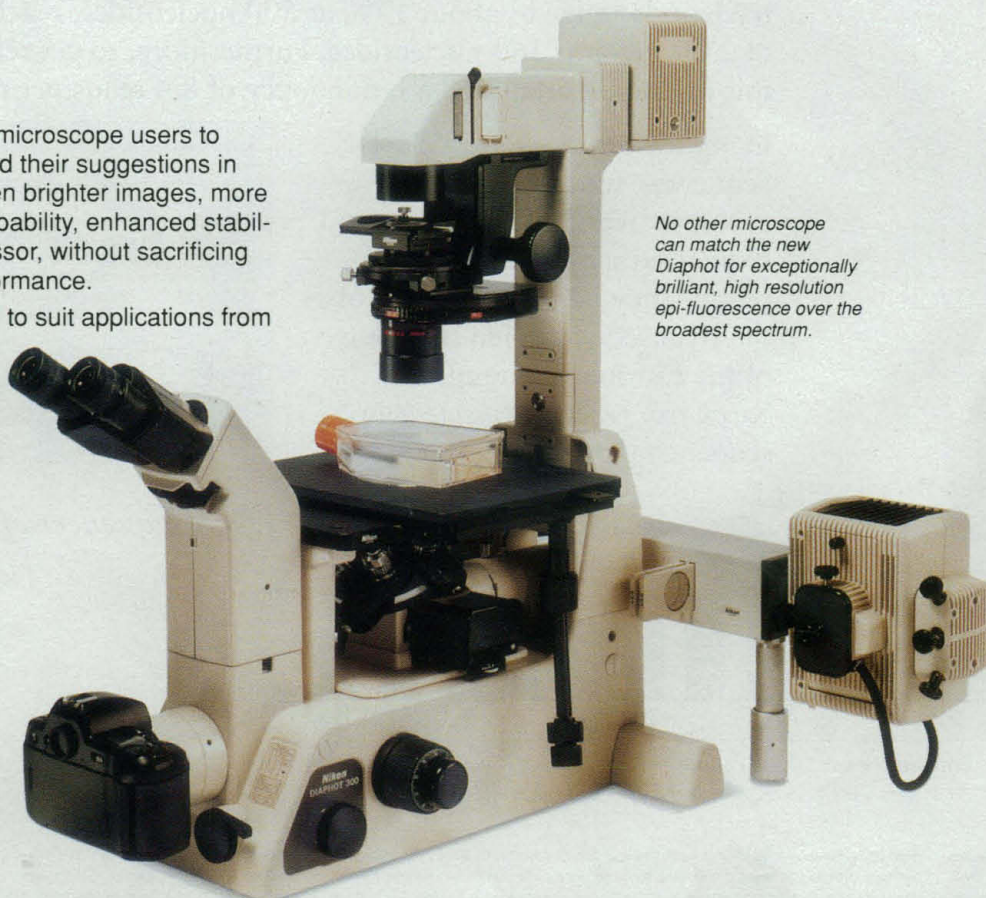 microscope users to
d their suggestions in
en brighter images, more
pability, enhanced stabil-
ssor, without sacrificing
ormance.
to suit applications from
No other microscope
can match the new
Diaphot for exceptionally
brilliant, high resolution
epi-fluorescence over the
broadest spectrum.
Nikon
Nikon
DIAPHOT 300